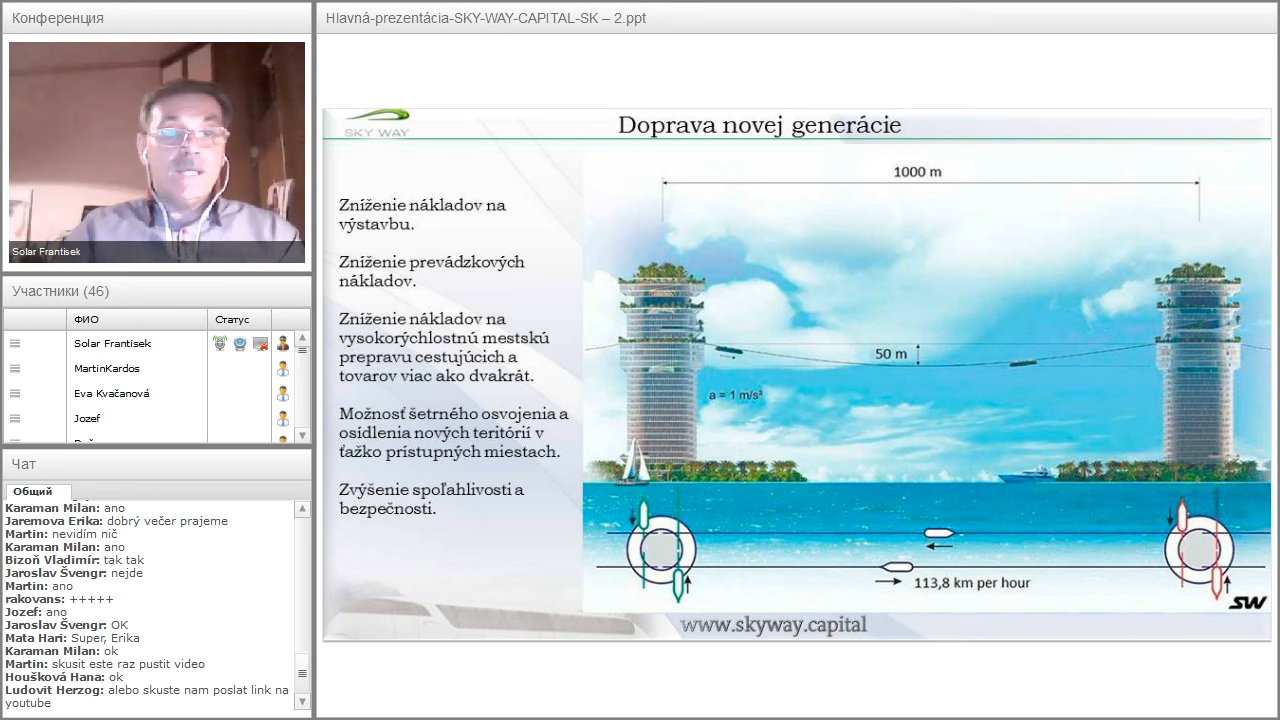 Конференция
Solar Frantisek
Участники (46)
ФИО Статус
Solar Frantisek
MartinKardos
Eva Kvačanová
Jozef
Чат
Общий
Karaman Milan: ano
Jaremova Erika: dobrý večer prajeme
Martin: nevidím nič
Karaman Milan: ano
Bizoň Vladimír: tak tak
Jaroslav Švengr: nejde
Martin: ano
rakovans: +++++
Jozef: ano
Jaroslav Švengr: OK
Mata Hari: Super, Erika
Karaman Milan: ok
Martin: skusit este raz pustit video
Houšková Hana: ok
Ludovit Herzog: alebo skuste nam poslat link na
youtube
Hlavná-prezentácia-SKY-WAY-CAPITAL-SK – 2.ppt
SKY WAY
Doprava novej generácie
Zníženie nákladov na
výstavbu.
Zníženie prevádzkových
nákladov.
Zníženie nákladov na
vysokorýchlostnú mestskú
prepravu cestujúcich a
tovarov viac ako dvakrát.
Možnosť šetrného osvojenia a
osídlenia nových teritórií v
ťažko prístupných miestach.
Zvýšenie spoľahlivosti a
bezpečnosti.
1000 m
50 m
a = 1 m/s²
113,8 km per hour
SW
www.skyway.capital